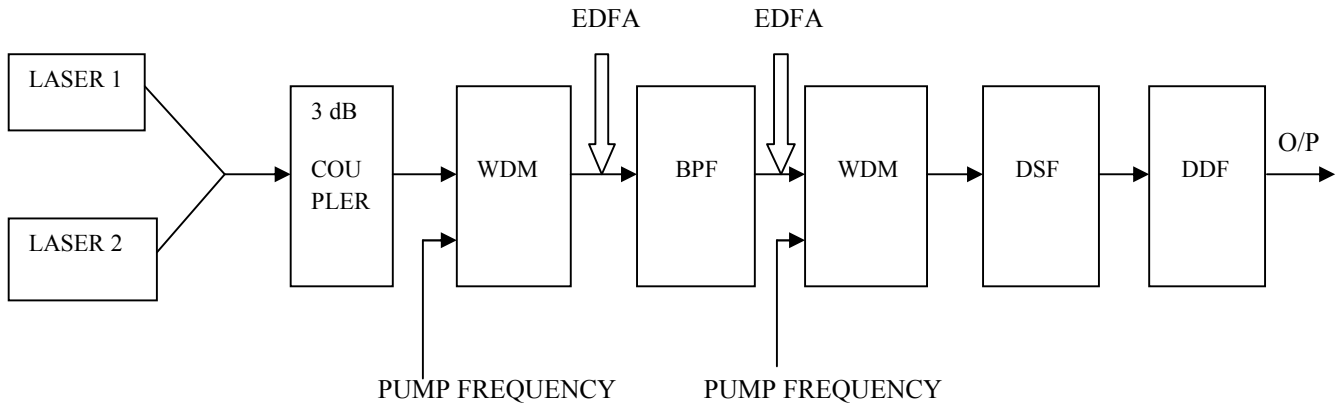 EDFA
EDFA
LASER 1
3 dB
COU
PLER
WDM
BPF
WDM
DSF
DDF
O/P
LASER 2
PUMP FREQUENCY
PUMP FREQUENCY